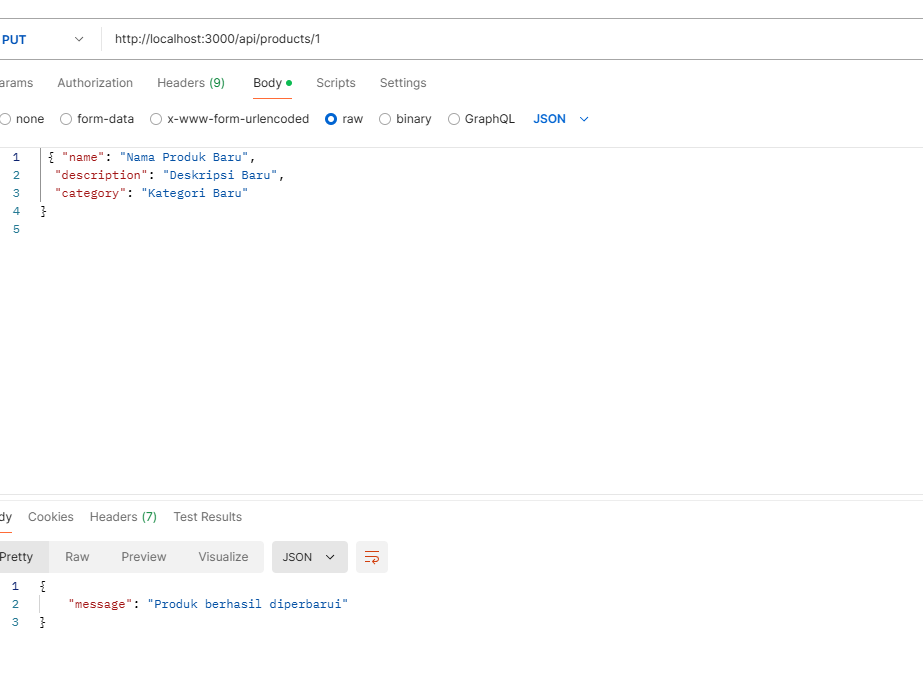 PUT http://localhost:3000/api/products/1
arams Authorization Headers (9) Body Scripts Settings
none form-data x-www-form-urlencoded raw binary GraphQL JSON
1 { "name": "Nama Produk Baru",
2 "description": "Deskripsi Baru",
3 "category": "Kategori Baru"
4 }
5
dy Cookies Headers (7) Test Results
Pretty Raw Preview Visualize JSON
1 {
2 "message": "Produk berhasil diperbarui"
3 }